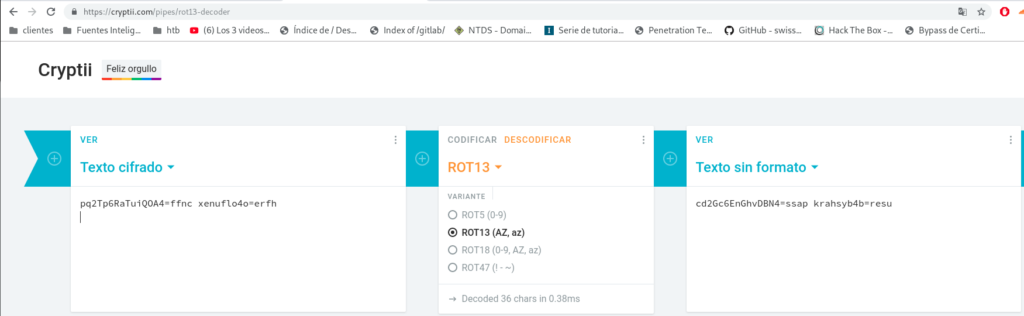 https://cryptii.com/pipes/rot13-decoder
clientes Fuentes Intelig... htb (6) Los 3 videos... Índice de / Des... Index of /gitlab/ NTDS - Domai... Serie de tutoria... Penetration Te... GitHub - swiss... Hack The Box -... Bypass de Certi...
Cryptii Feliz orgullo
VER CODIFICAR DESCODIFICAR VER
Texto cifrado ROT13 Texto sin formato
pq2Tp6RaTuiQOA4=ffnc xenuflo4o=erfh
VARIANTE
cd2Gc6EnGhvDBN4=ssap krahsyb4b=resu
ROT5 (0-9)
ROT13 (AZ, az)
ROT18 (0-9, AZ, az)
ROT47 (! - ~)
→ Decoded 36 chars in 0.38ms